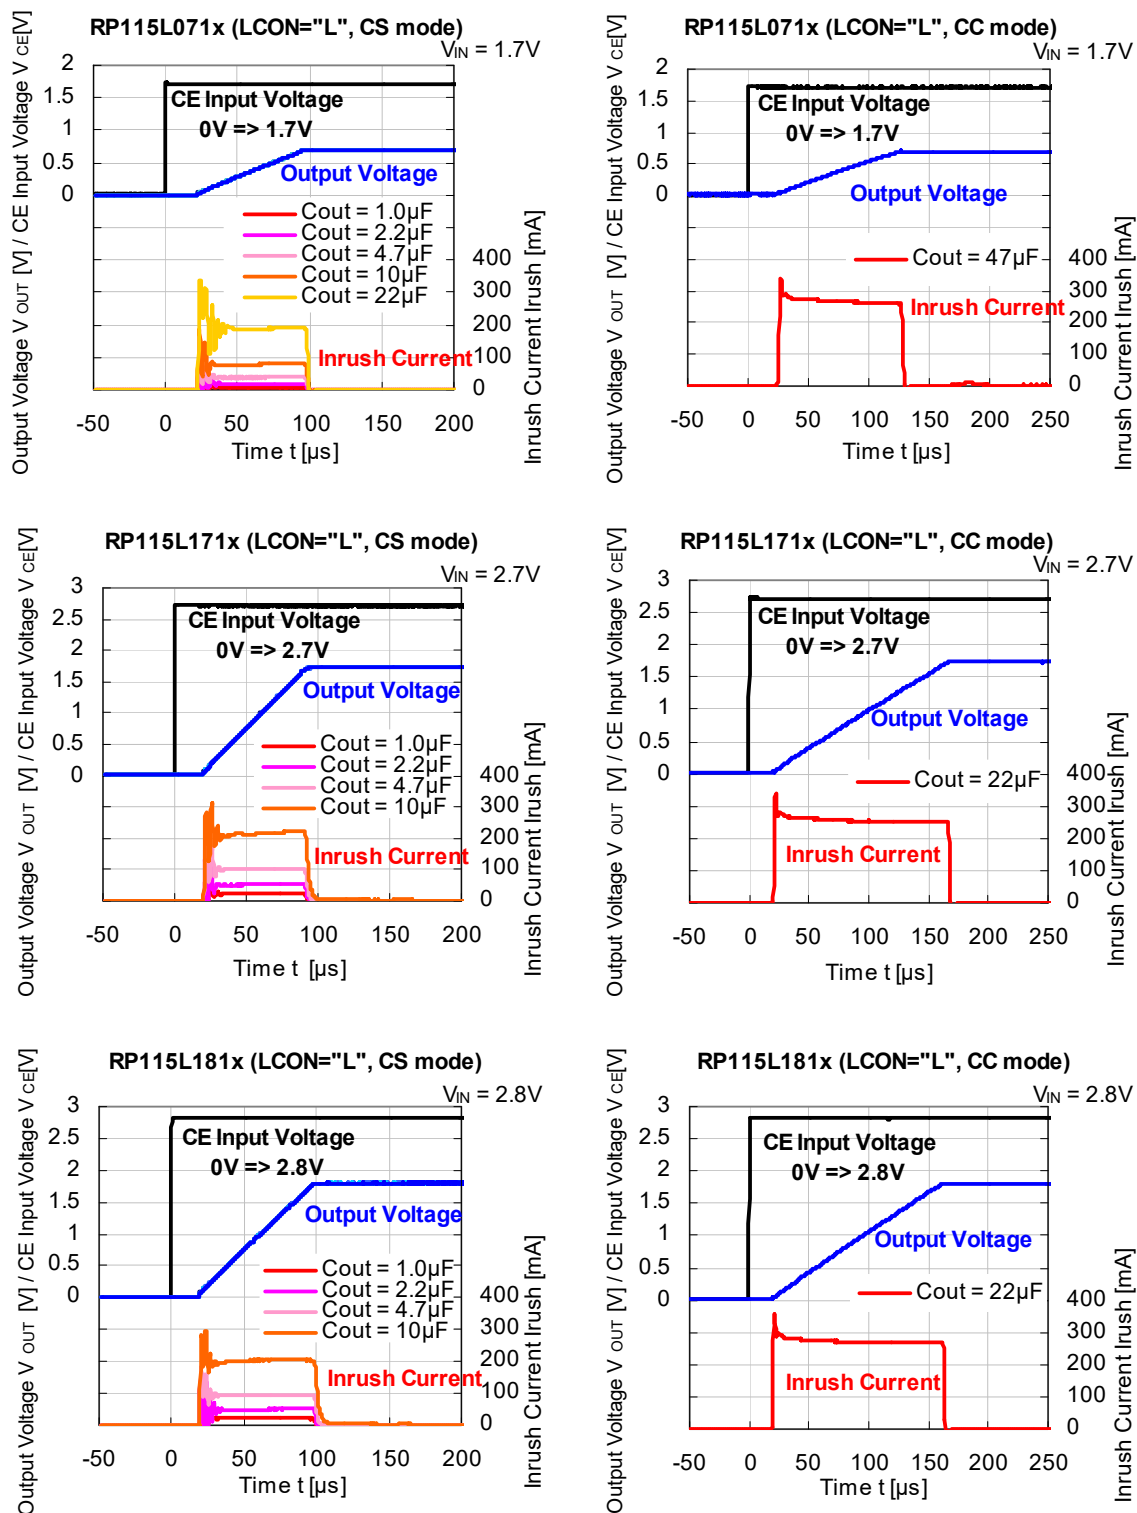 RP115L071x (LCON="L", CS mode)
VIN = 1.7V
Output Voltage VOUT [V] / CE Input Voltage VCE[V]
2
1.5
1
0.5
0
CE Input Voltage
0V => 1.7V
Output Voltage
Cout = 1.0µF
Cout = 2.2µF
Cout = 4.7µF
Cout = 10µF
Cout = 22µF
Inrush Current
400
300
200
100
0
Inrush Current Irush [mA]
-50 0 50 100 150 200
Time t [µs]
RP115L071x (LCON="L", CC mode)
VIN = 1.7V
Output Voltage VOUT [V] / CE Input Voltage VCE[V]
2
1.5
1
0.5
0
CE Input Voltage
0V => 1.7V
Output Voltage
Cout = 47µF
Inrush Current
400
300
200
100
0
Inrush Current Irush [mA]
-50 0 50 100 150 200 250
Time t [µs]
RP115L171x (LCON="L", CS mode)
VIN = 2.7V
Output Voltage VOUT [V] / CE Input Voltage VCE[V]
3
2.5
2
1.5
1
0.5
0
CE Input Voltage
0V => 2.7V
Output Voltage
Cout = 1.0µF
Cout = 2.2µF
Cout = 4.7µF
Cout = 10µF
Inrush Current
400
300
200
100
0
Inrush Current Irush [mA]
-50 0 50 100 150 200
Time t [µs]
RP115L171x (LCON="L", CC mode)
VIN = 2.7V
Output Voltage VOUT [V] / CE Input Voltage VCE[V]
3
2.5
2
1.5
1
0.5
0
CE Input Voltage
0V => 2.7V
Output Voltage
Cout = 22µF
Inrush Current
400
300
200
100
0
Inrush Current Irush [mA]
-50 0 50 100 150 200 250
Time t [µs]
RP115L181x (LCON="L", CS mode)
VIN = 2.8V
Output Voltage VOUT [V] / CE Input Voltage VCE[V]
3
2.5
2
1.5
1
0.5
0
CE Input Voltage
0V => 2.8V
Output Voltage
Cout = 1.0µF
Cout = 2.2µF
Cout = 4.7µF
Cout = 10µF
Inrush Current
400
300
200
100
0
Inrush Current Irush [mA]
-50 0 50 100 150 200
Time t [µs]
RP115L181x (LCON="L", CC mode)
VIN = 2.8V
Output Voltage VOUT [V] / CE Input Voltage VCE[V]
3
2.5
2
1.5
1
0.5
0
CE Input Voltage
0V => 2.8V
Output Voltage
Cout = 22µF
Inrush Current
400
300
200
100
0
Inrush Current Irush [mA]
-50 0 50 100 150 200 250
Time t [µs]